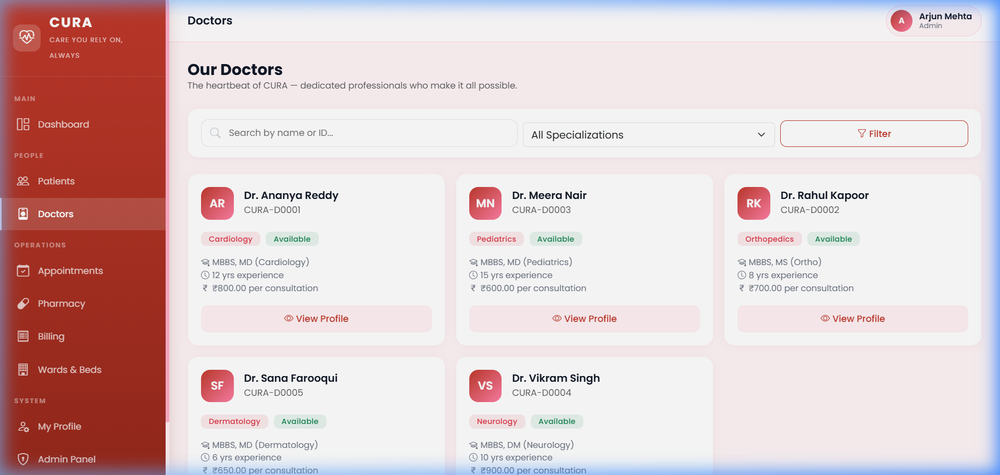 CURA
CARE YOU RELY ON,
ALWAYS
MAIN
Dashboard
PEOPLE
Patients
Doctors
OPERATIONS
Appointments
Pharmacy
Billing
Wards & Beds
SYSTEM
My Profile
Admin Panel
Doctors
A
Arjun Mehta
Admin
Our Doctors
The heartbeat of CURA — dedicated professionals who make it all possible.
Search by name or ID...
All Specializations
Filter
AR
Dr. Ananya Reddy
CURA-D0001
Cardiology
Available
MBBS, MD (Cardiology)
12 yrs experience
₹ ₹800.00 per consultation
View Profile
MN
Dr. Meera Nair
CURA-D0003
Pediatrics
Available
MBBS, MD (Pediatrics)
15 yrs experience
₹ ₹600.00 per consultation
View Profile
RK
Dr. Rahul Kapoor
CURA-D0002
Orthopedics
Available
MBBS, MS (Ortho)
8 yrs experience
₹ ₹700.00 per consultation
View Profile
SF
Dr. Sana Farooqui
CURA-D0005
Dermatology
Available
MBBS, MD (Dermatology)
6 yrs experience
₹ ₹650.00 per consultation
VS
Dr. Vikram Singh
CURA-D0004
Neurology
Available
MBBS, DM (Neurology)
10 yrs experience
₹ ₹900.00 per consultation